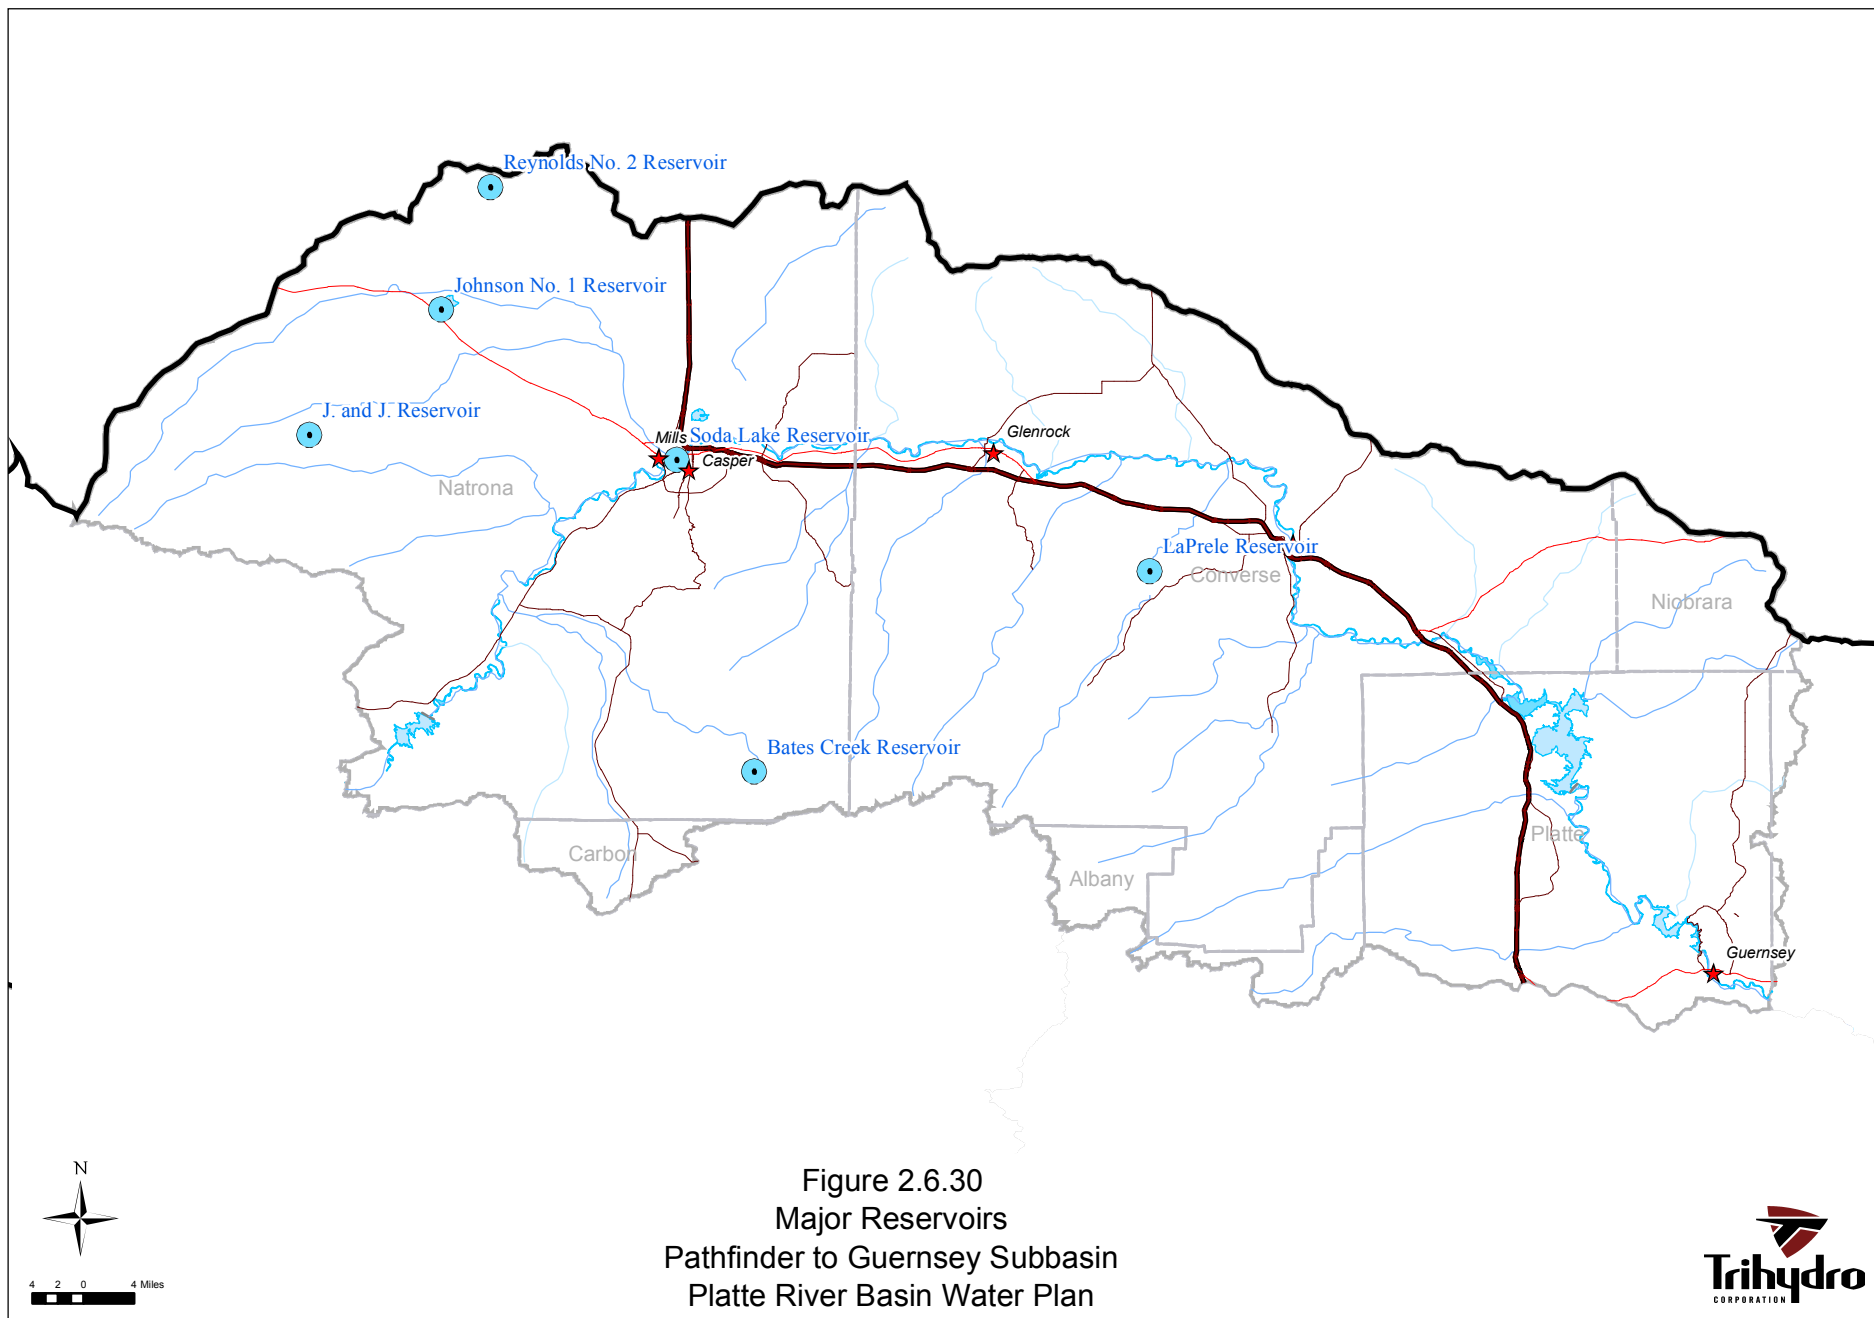 Reynolds No. 2 Reservoir
Johnson No. 1 Reservoir
J. and J. Reservoir
Mills
Soda Lake Reservoir
Casper
Glenrock
Natrona
LaPrele Reservoir
Converse
Niobrara
Bates Creek Reservoir
Carbon
Albany
Platte
Guernsey
N
4 2 0 4 Miles
Figure 2.6.30
Major Reservoirs
Pathfinder to Guernsey Subbasin
Platte River Basin Water Plan
Trihydro
CORPORATION